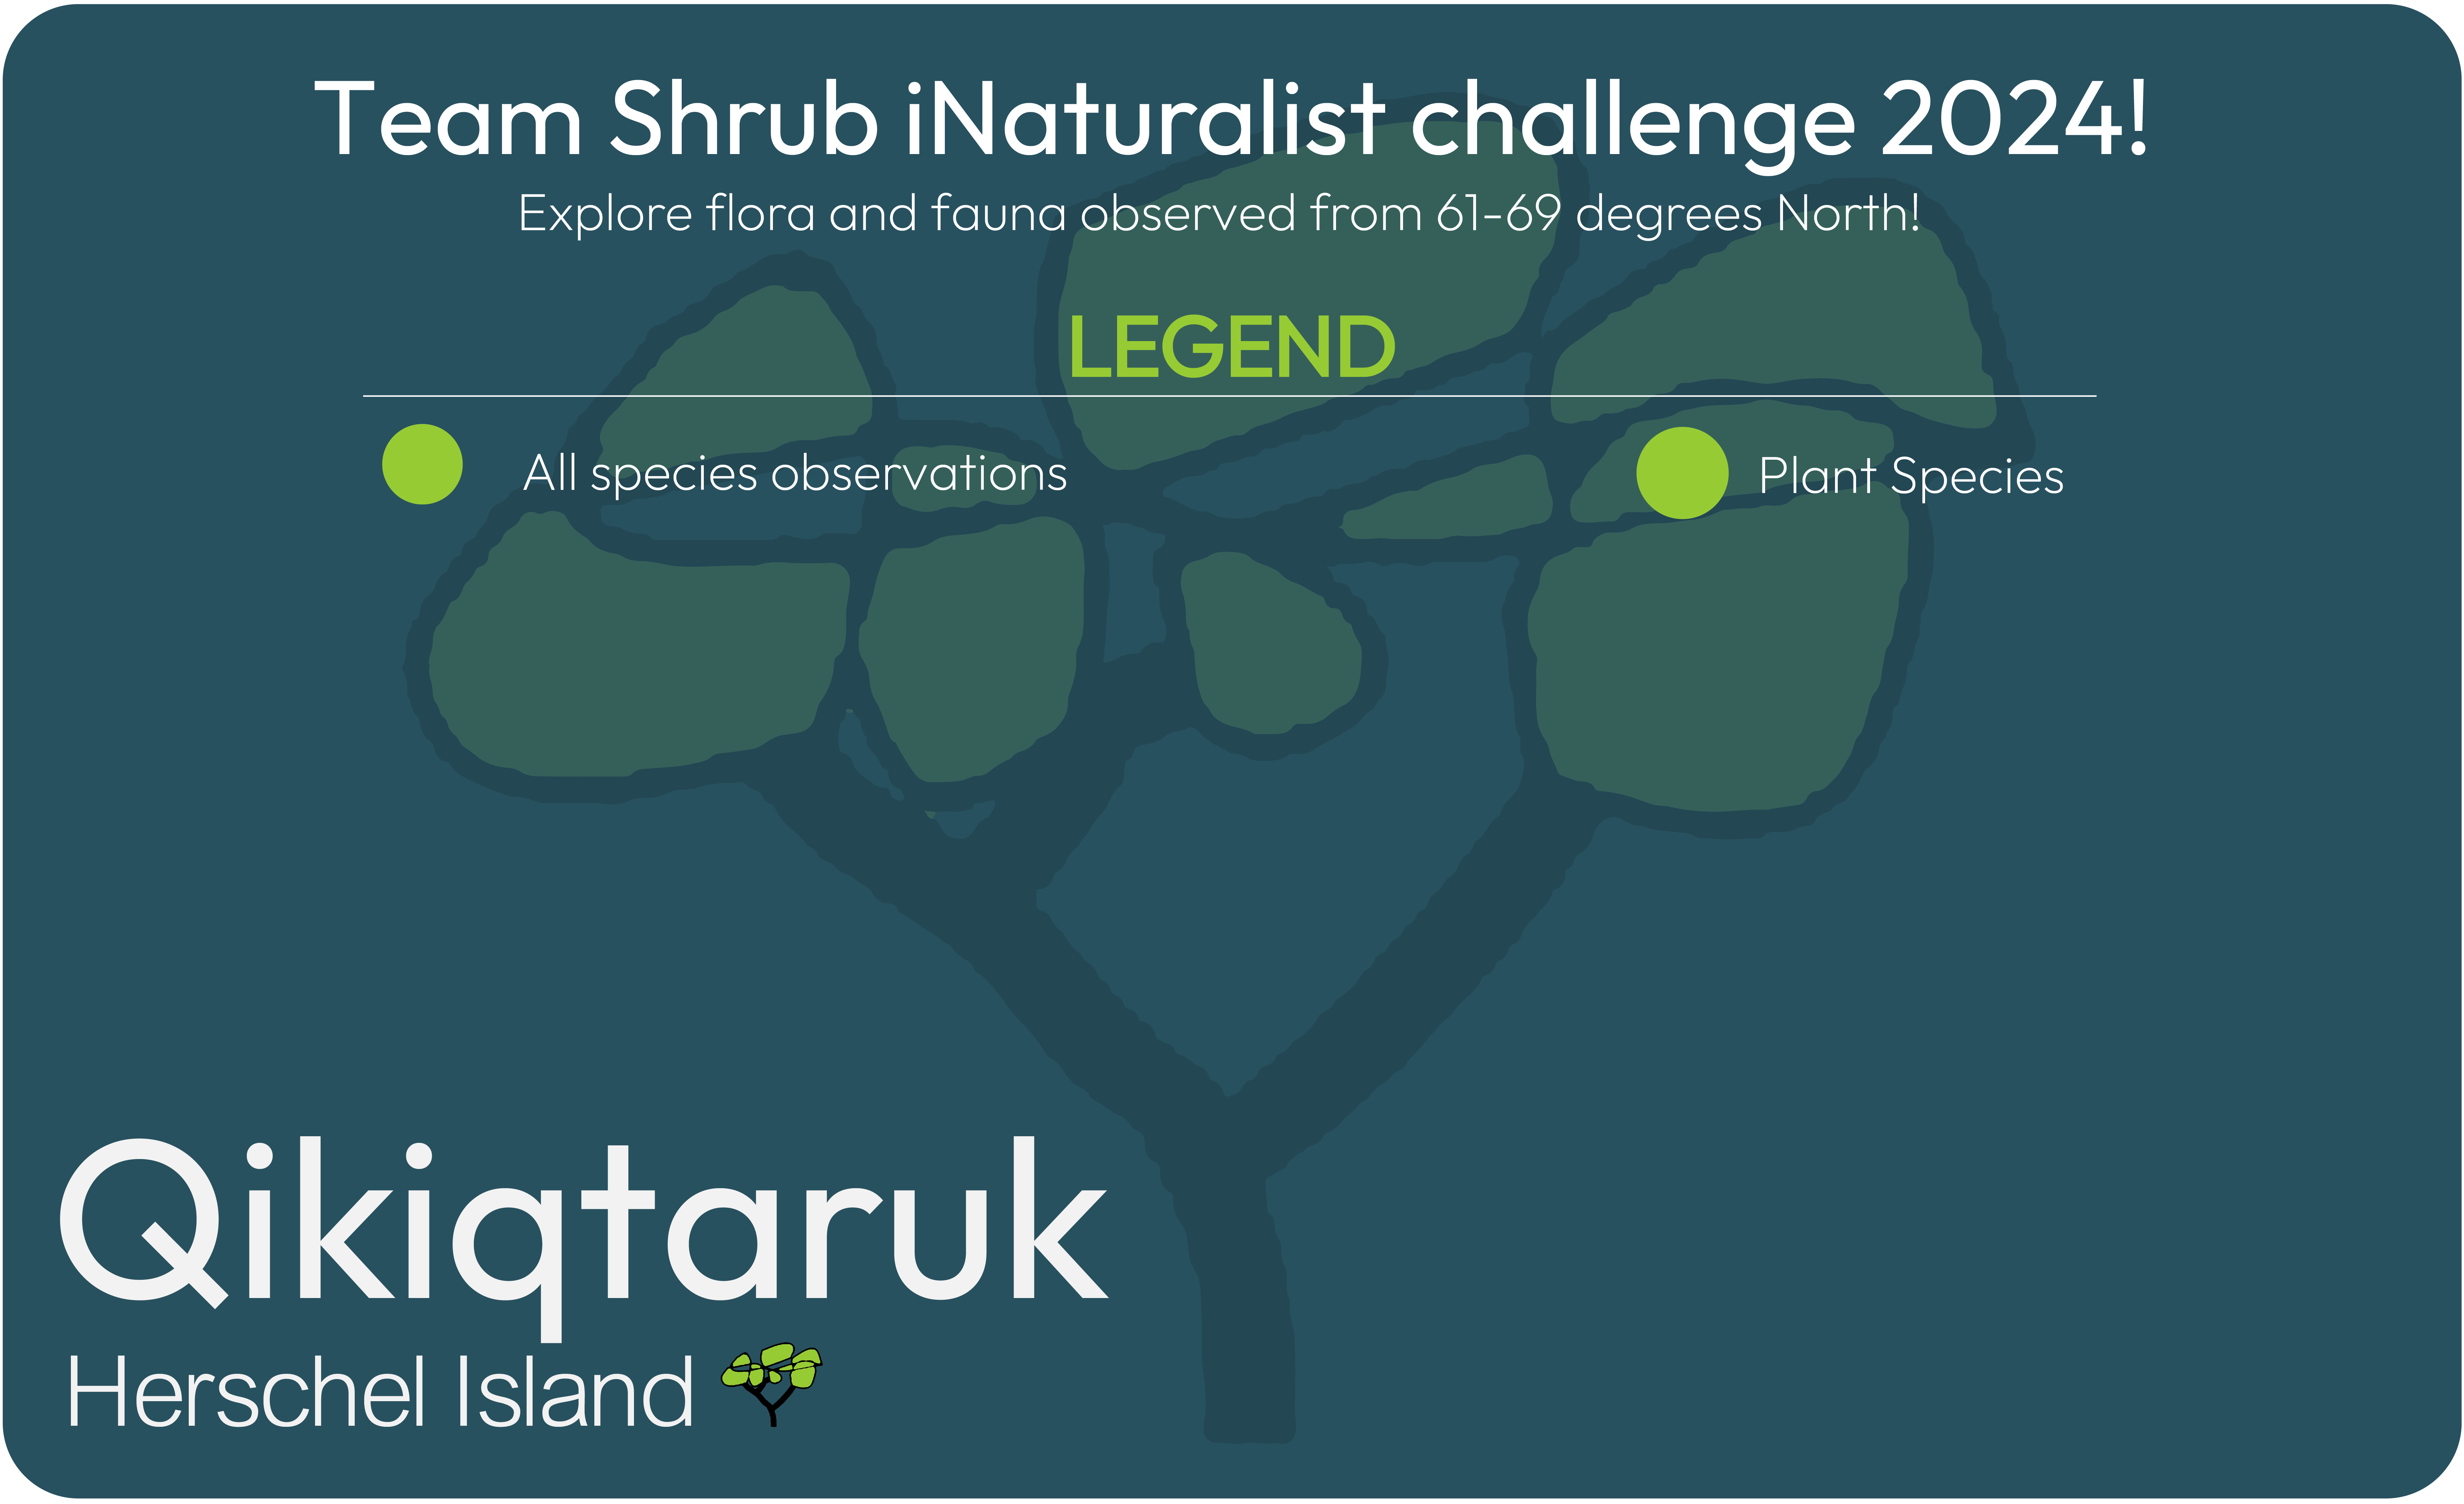 Team Shrub iNaturalist challenge 2024!
Explore flora and fauna observed from 61-69 degrees North!
LEGEND
All species observations
Plant Species
Qikiqtaruk
Herschel Island